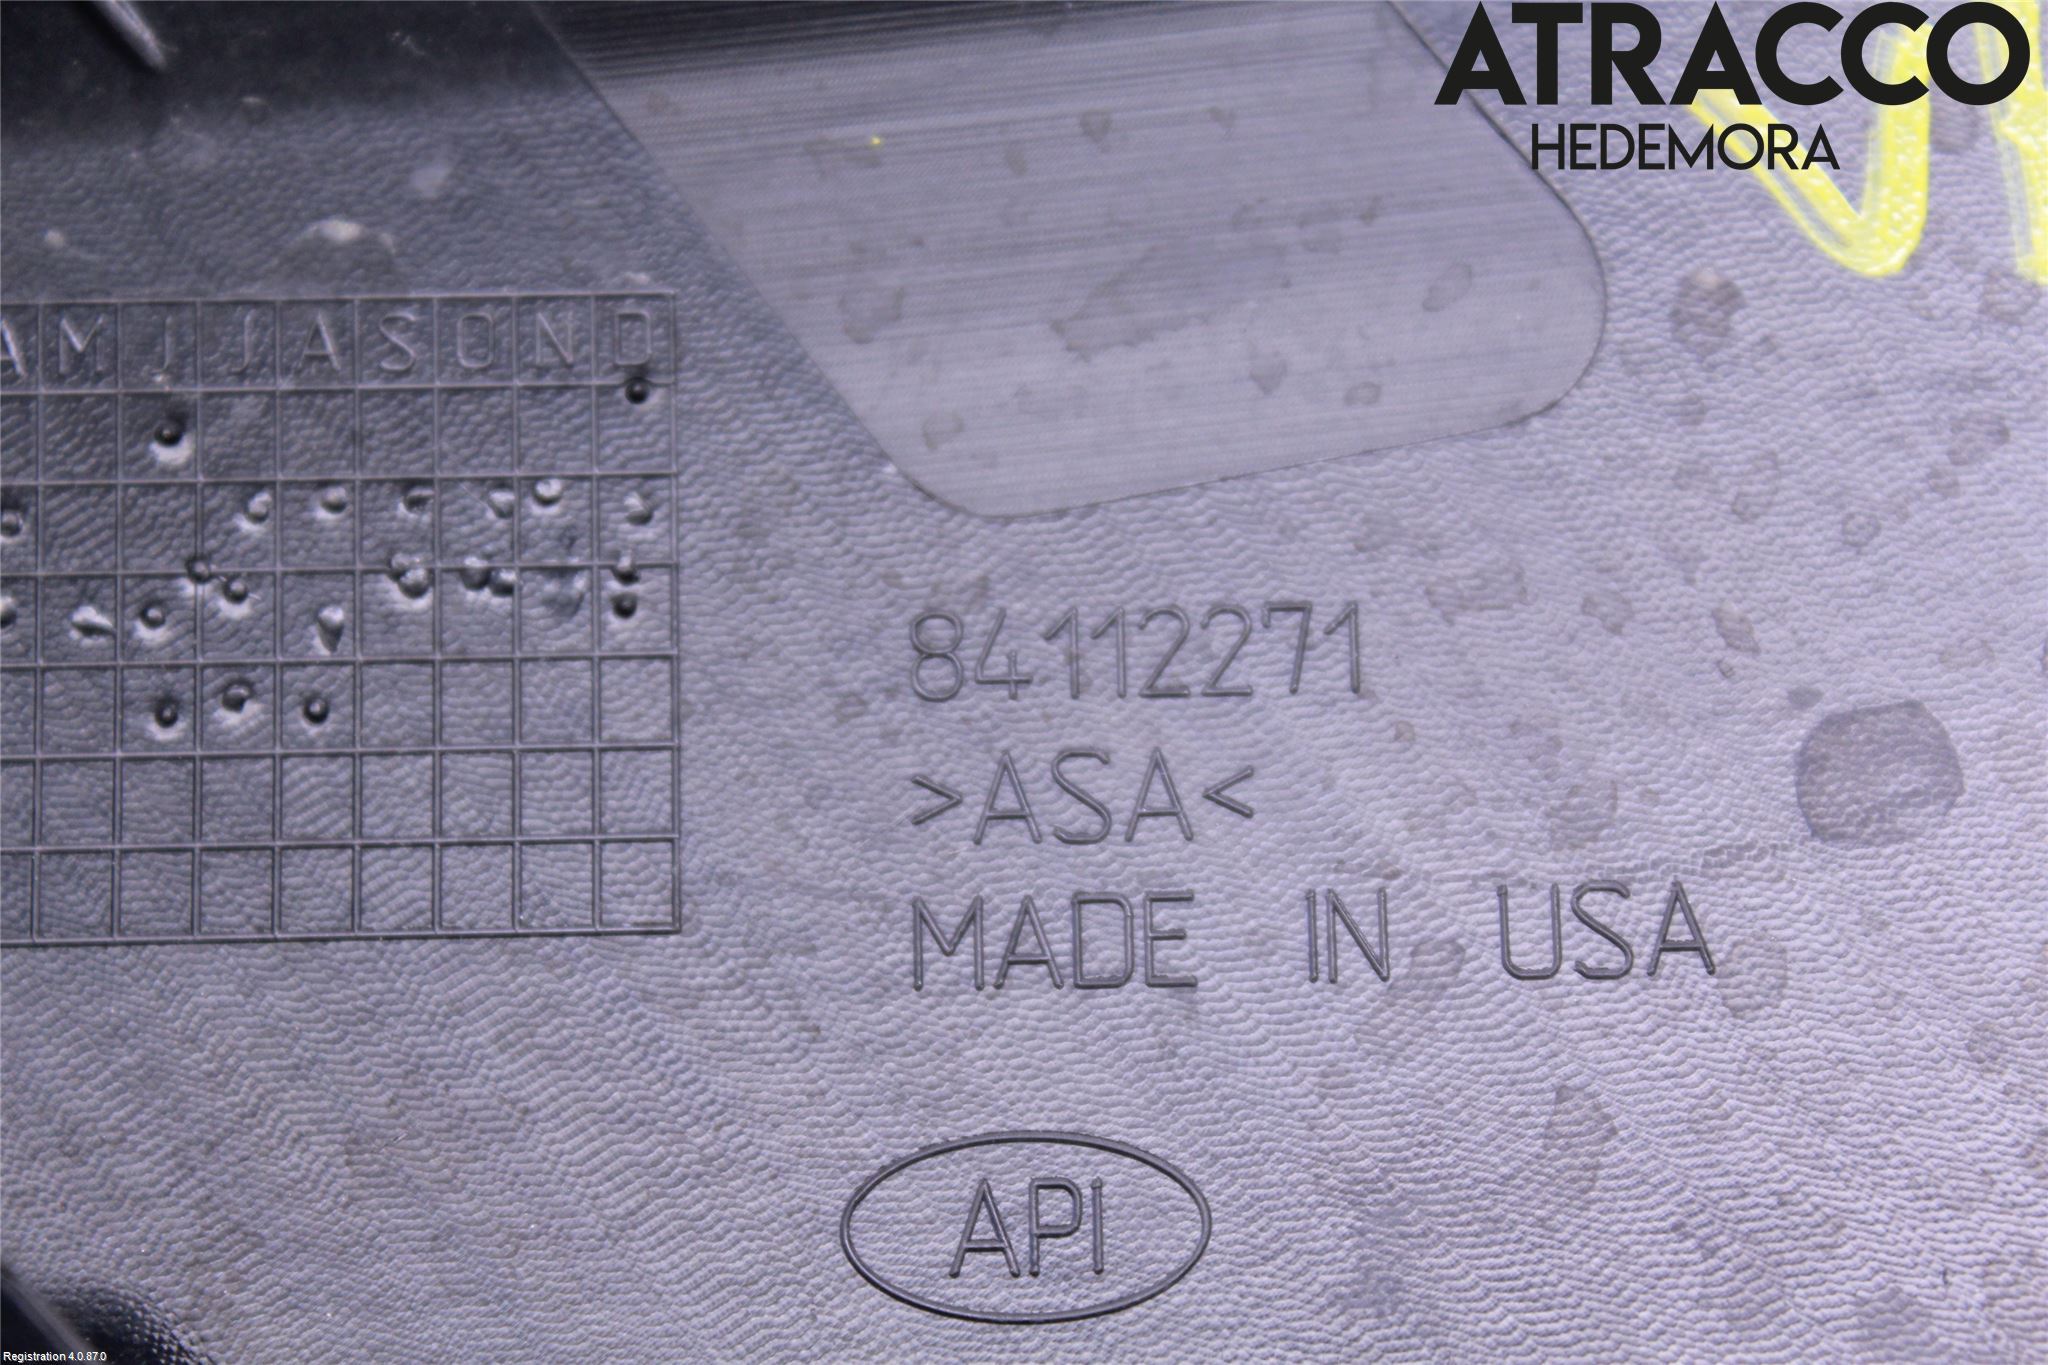 ATRACCO
HEDEMORA
AMJJASOND
84112271
>ASA<
MADE IN USA
API
Registration 4.0.87.0